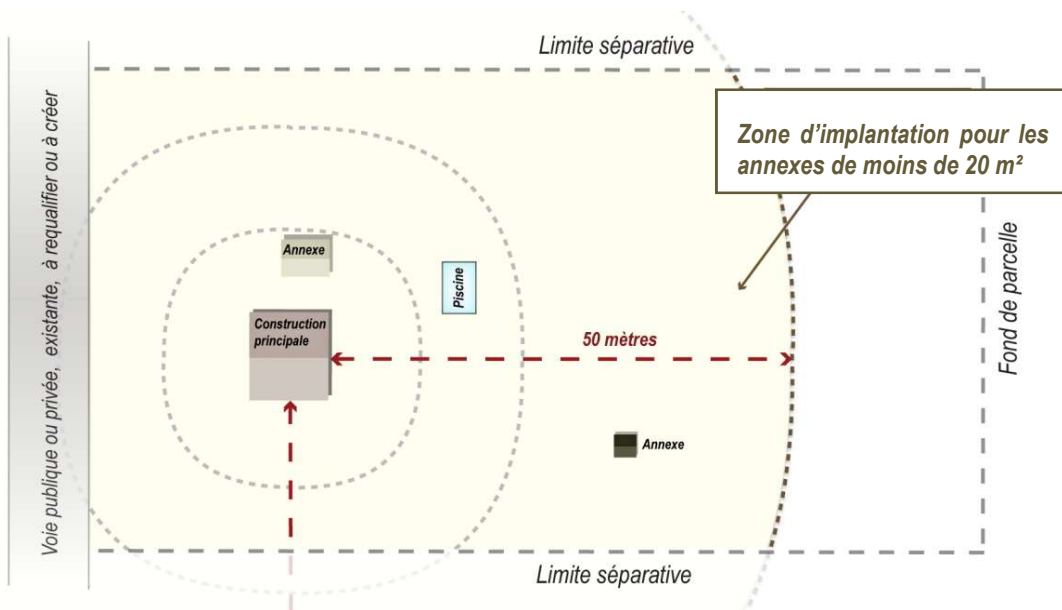 Limite séparative
Voie publique ou privée, existante, à requalifier ou à créer
Zone d’implantation pour les
annexes de moins de 20 m²
Annexe
Piscine
Construction
principale
50 mètres
Fond de parcelle
Annexe
Limite séparative